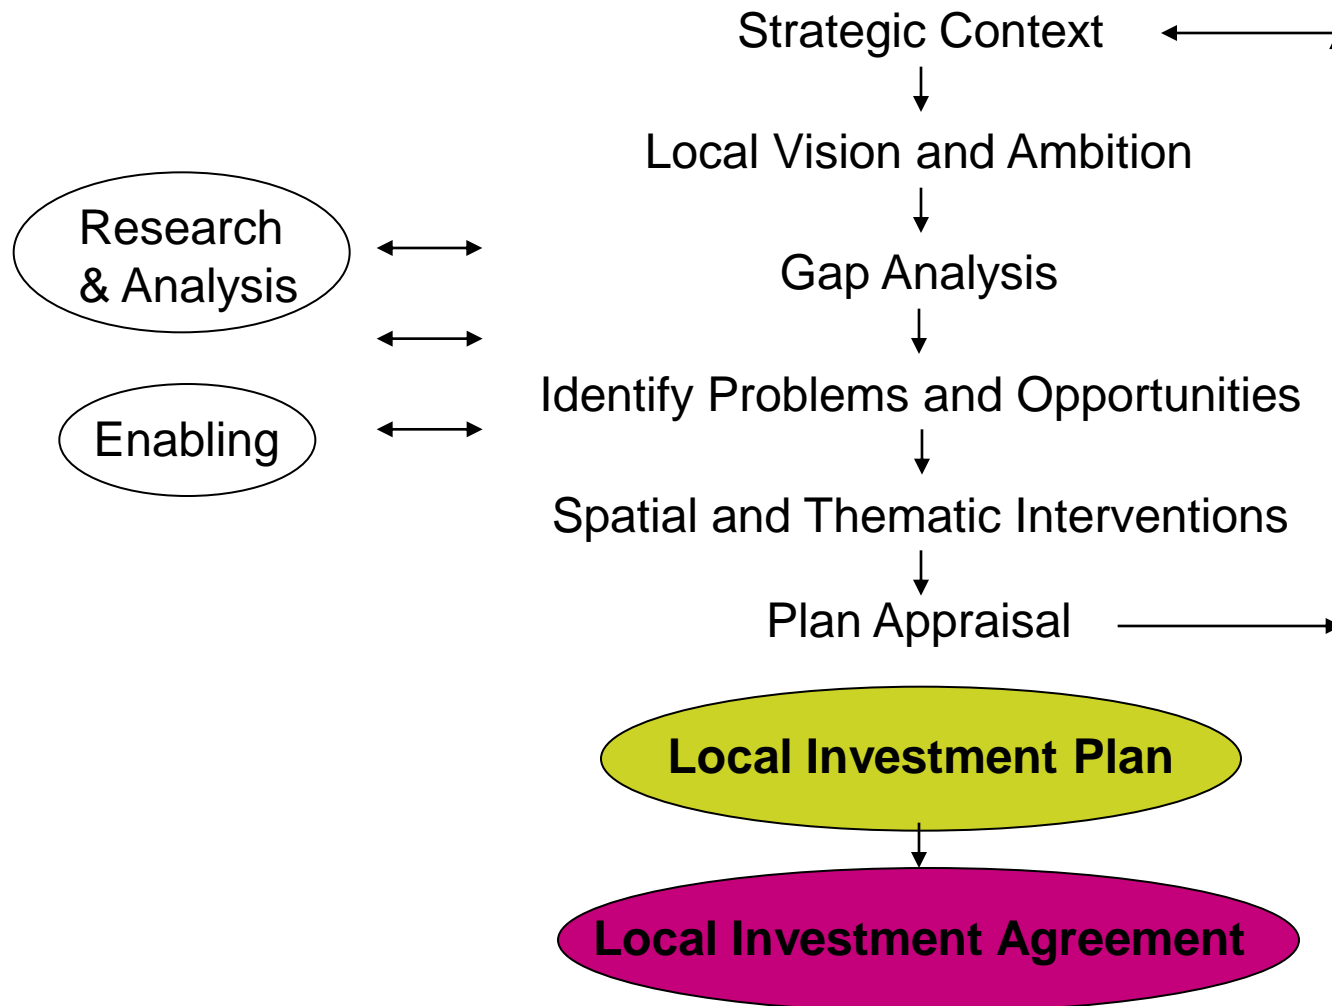 Strategic Context
Local Vision and Ambition
Research
& Analysis
Gap Analysis
Identify Problems and Opportunities
Enabling
Spatial and Thematic Interventions
Plan Appraisal
Local Investment Plan
Local Investment Agreement